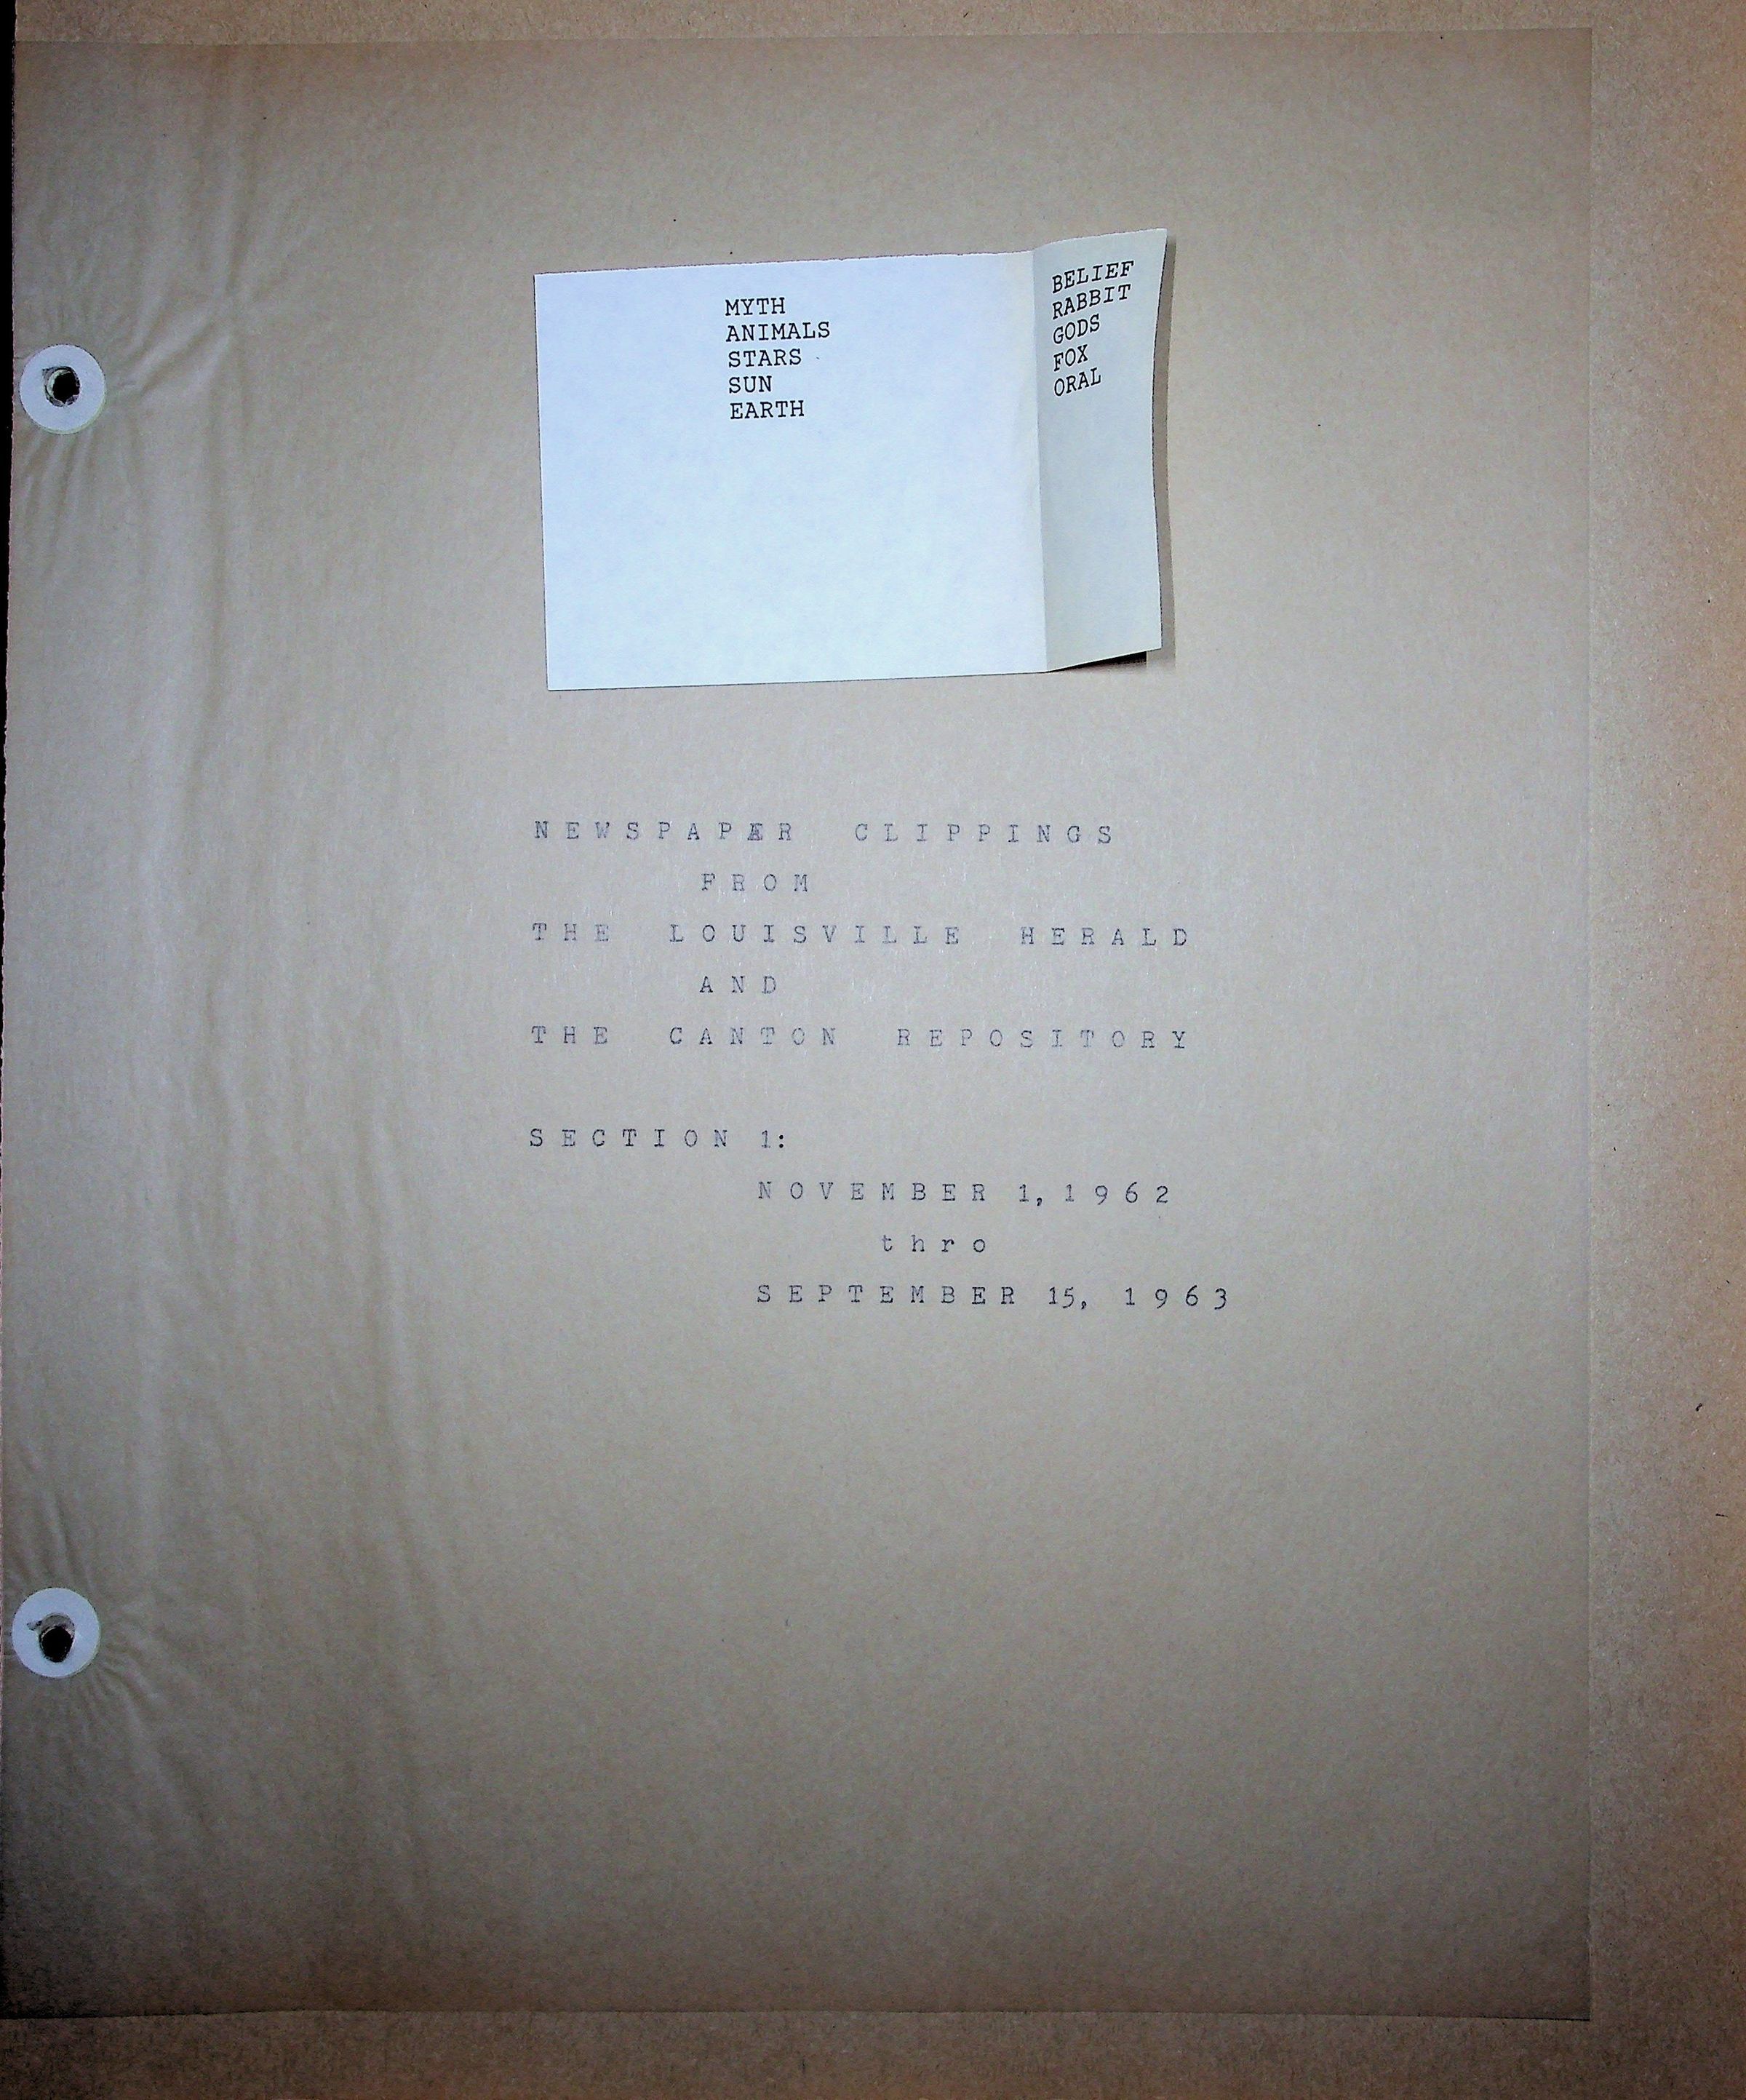 MYTH
ANIMALS
STARS
SUN
EARTH
BELIEF
RABBIT
GODS
FOX
ORAL
NEWSPAPER CLIPPINGS
FROM
THE LOUISVILLE HERALD
AND
THE CANTON REPOSITORY
SECTION 1:
NOVEMBER 1, 1962
thro
SEPTEMBER 15, 1963